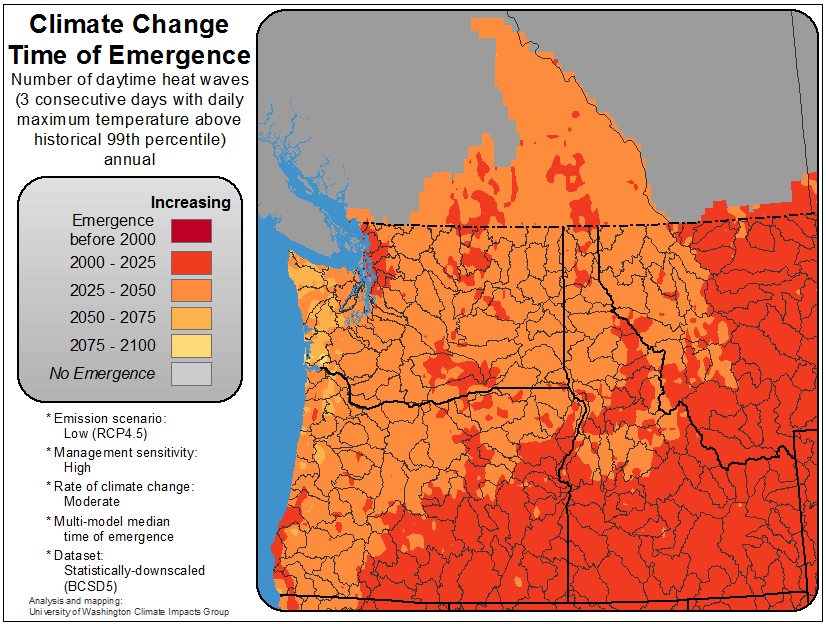 Climate Change
Time of Emergence
Number of daytime heat waves
(3 consecutive days with daily
maximum temperature above
historical 99th percentile)
annual
Increasing
Emergence
before 2000
2000 - 2025
2025 - 2050
2050 - 2075
2075 - 2100
No Emergence
* Emission scenario:
Low (RCP4.5)
* Management sensitivity:
High
* Rate of climate change:
Moderate
* Multi-model median
time of emergence
* Dataset:
Statistically-downscaled
(BCSD5)
Analysis and mapping:
University of Washington Climate Impacts Group